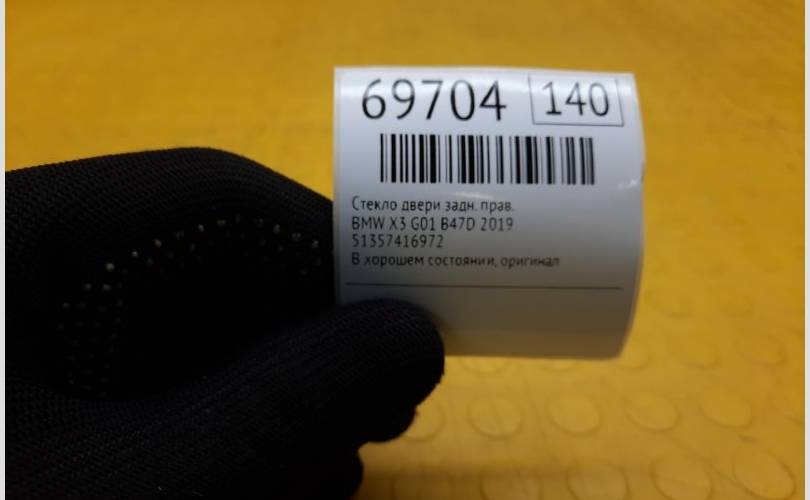 69704 140
Стекло двери задн. прав.
BMW X3 G01 B47D 2019
51357416972
В хорошем состоянии, оригинал